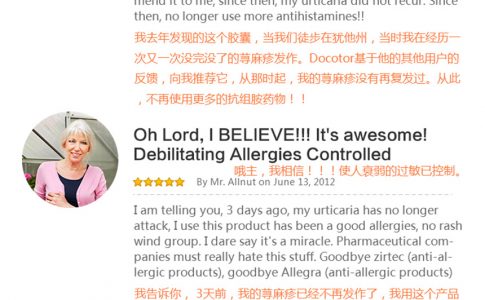 mend it to me, since then, my urticaria did not recur. Since
then, no longer use more antihistamines!!
我去年发现的这个胶囊，当我们徒步在犹他州，当时我在经历一
次又一次没完没了的荨麻疹发作。Docotor基于他的其他用户的
反馈，向我推荐它，从那时起，我的荨麻疹没有再复发过。从此
，不再使用更多的抗组胺药物！！
Oh Lord, I BELIEVE!!! It's awesome!
Debilitating Allergies Controlled
哦主，我相信！！！使人衰弱的过敏已控制。
By Mr. Allnut on June 13, 2012
I am telling you, 3 days ago, my urticaria has no longer
attack, I use this product has been a good allergies, no rash
wind group. I dare say it's a miracle. Pharmaceutical com-
panies must really hate this stuff. Goodbye zirtec (anti-al-
lergic products), goodbye Allegra (anti-allergic products)
我告诉你， 3天前，我的荨麻疹已经不再发作了，我用这个产品